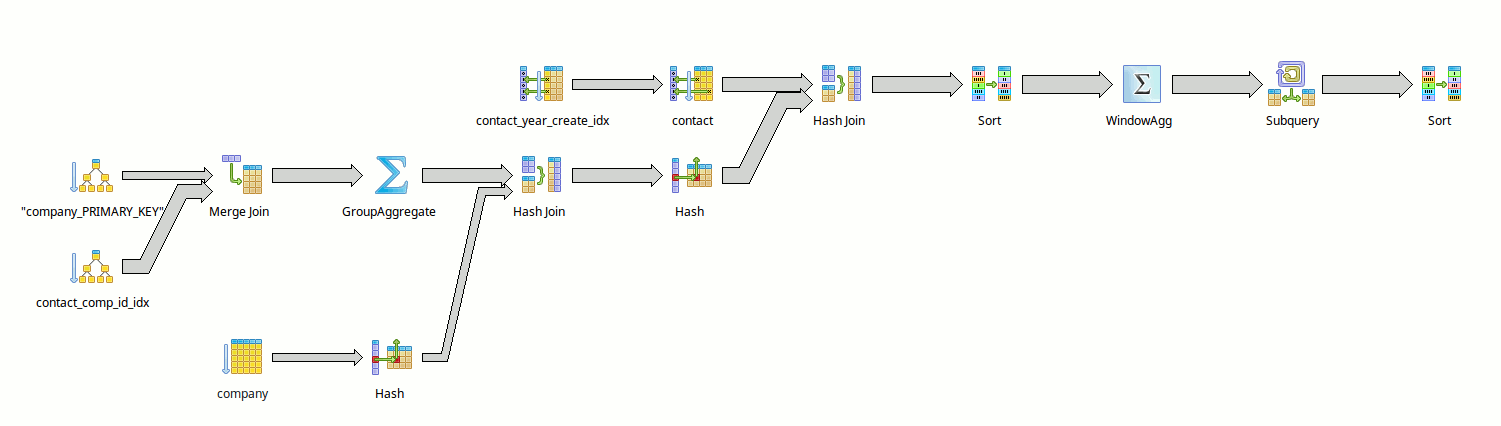 contact_year_create_idx
contact
Hash Join
Sort
WindowAgg
Subquery
Sort
"company_PRIMARY_KEY"
Merge Join
GroupAggregate
Hash Join
Hash
contact_comp_id_idx
company
Hash